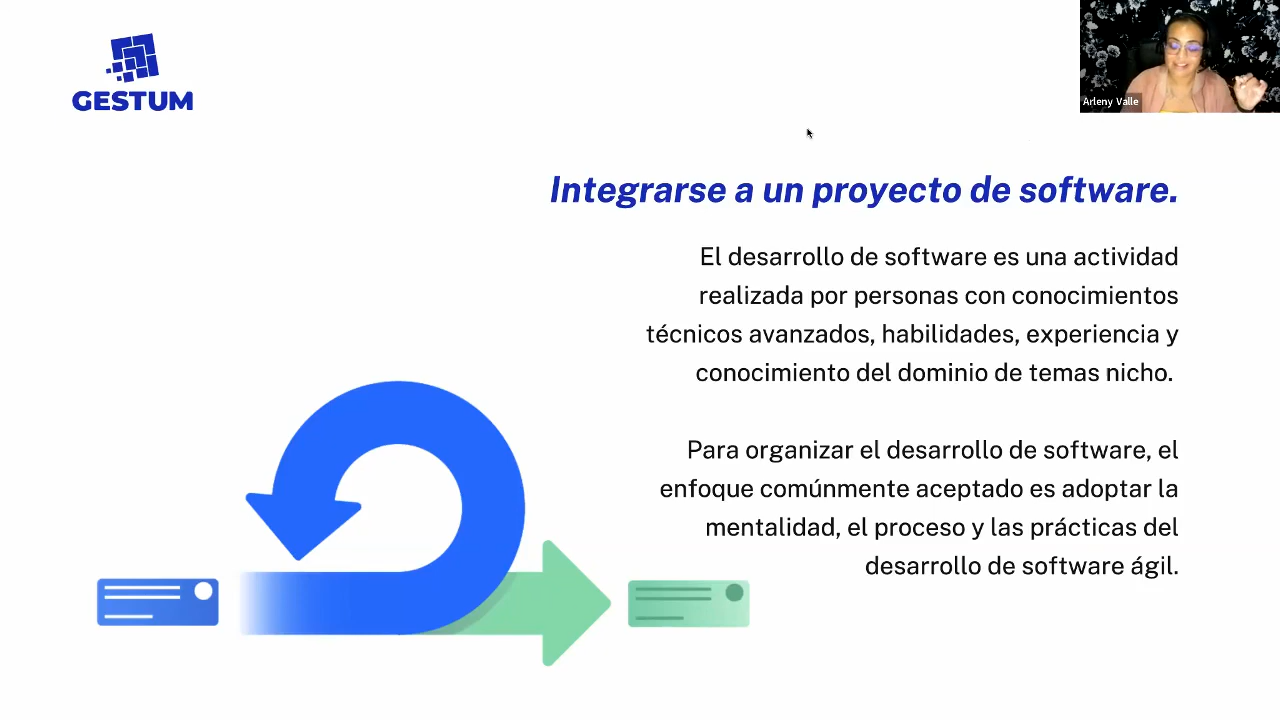 GESTUM
Arleny Valle
Integrarse a un proyecto de software.
El desarrollo de software es una actividad
realizada por personas con conocimientos
técnicos avanzados, habilidades, experiencia y
conocimiento del dominio de temas nicho.
Para organizar el desarrollo de software, el
enfoque comúnmente aceptado es adoptar la
mentalidad, el proceso y las prácticas del
desarrollo de software ágil.